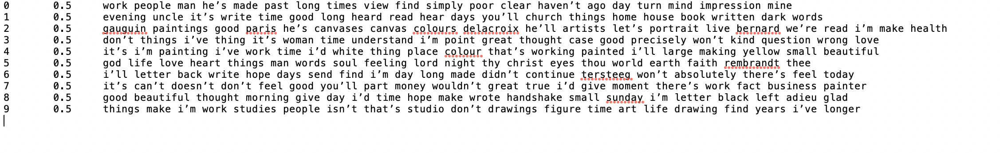 0 0.5 work people man he’s made past long times view find simply poor clear haven’t ago day turn mind impression mine
1 0.5 evening uncle it’s write time good long heard read hear days you’ll church things home house book written dark words
2 0.5 gauguin paintings good paris he’s canvases canvas colours delacroix he’ll artists let’s portrait live bernard we’re read i’m make health
3 0.5 don’t things i’ve thing it’s woman time understand i’m point great thought case good precisely won’t kind question wrong love
4 0.5 it’s i’m painting i’ve work time i’d white thing place colour that’s working painted i’ll large making yellow small beautiful
5 0.5 god life love heart things man words soul feeling lord night thy christ eyes thou world earth faith rembrandt thee
6 0.5 i’ll letter back write hope days send find i’m day long made didn’t continue tersteeg won’t absolutely there’s feel today
7 0.5 it’s can’t doesn’t don’t feel good you’ll part money wouldn’t great true i’d give moment there’s work fact business painter
8 0.5 good beautiful thought morning give day i’d time hope make wrote handshake small sunday i’m letter black left adieu glad
9 0.5 things make i’m work studies people isn’t that’s studio don’t drawings figure time art life drawing find years i’ve longer